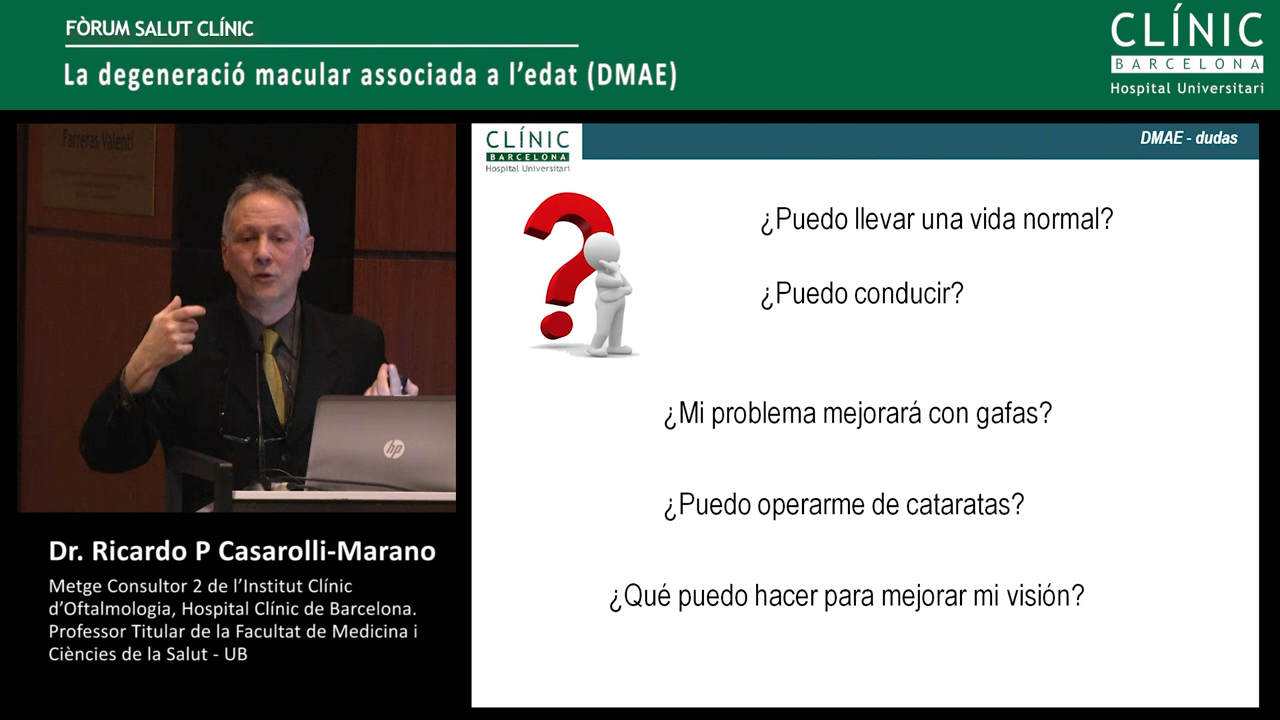 FÒRUM SALUT CLÍNIC
La degeneració macular associada a l'edat (DMAE)
CLÍNIC
BARCELONA
Hospital Universitari
Farreras Valentí
CLÍNIC
BARCELONA
Hospital Universitari
DMAE - dudas
¿Puedo llevar una vida normal?
¿Puedo conducir?
¿Mi problema mejorará con gafas?
¿Puedo operarme de cataratas?
¿Qué puedo hacer para mejorar mi visión?
hp
Dr. Ricardo P Casarolli-Marano
Metge Consultor 2 de l'Institut Clínic
d'Oftalmologia, Hospital Clínic de Barcelona.
Professor Titular de la Facultat de Medicina i
Ciències de la Salut - UB